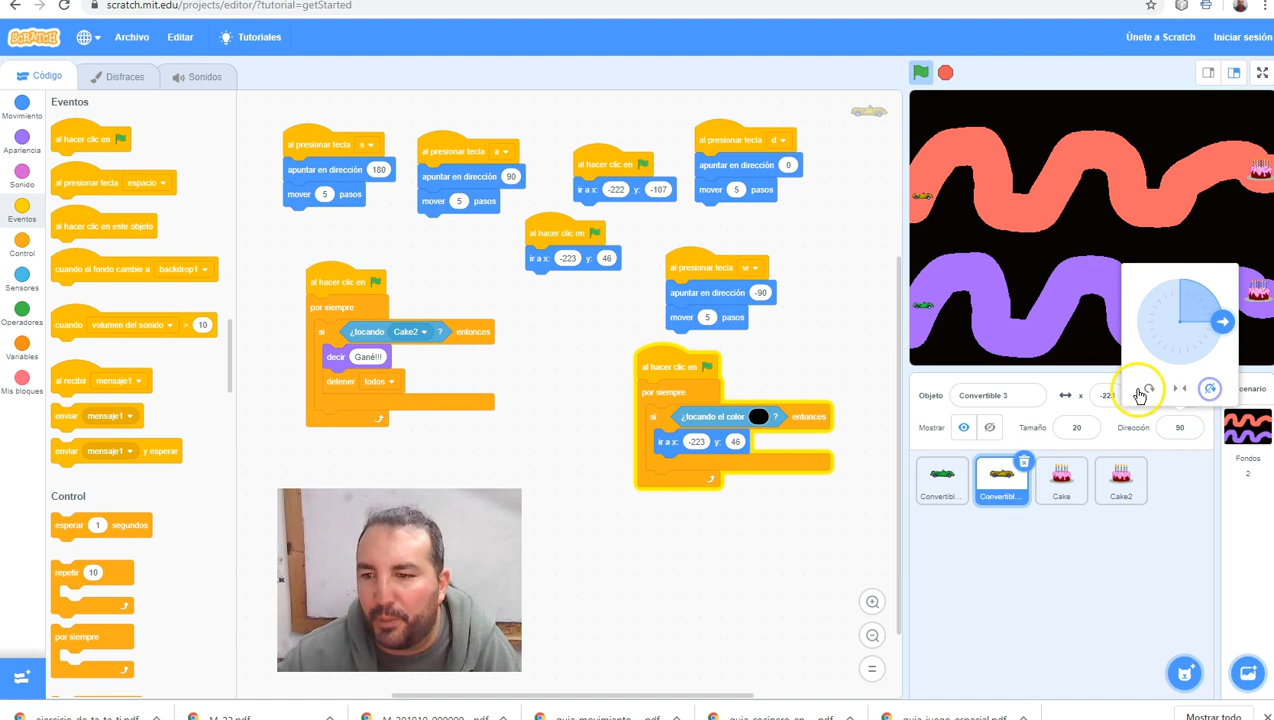 scratch.mit.edu/projects/editor/?tutorial=getStarted
SCRATCH
Archivo
Editar
Tutoriales
Únete a Scratch
Iniciar sesión
Código
Disfraces
Sonidos
Movimiento
Apariencia
Sonido
Eventos
Control
Sensores
Operadores
Variables
Mis bloques
Eventos
al hacer clic en
al presionar tecla espacio
al hacer clic en este objeto
cuando el fondo cambie a backdrop1
cuando volumen del sonido > 10
al recibir mensaje1
enviar mensaje1
enviar mensaje1 y esperar
Control
esperar 1 segundos
repetir 10
por siempre
al presionar tecla s
apuntar en dirección 180
mover 5 pasos
al presionar tecla a
apuntar en dirección 90
mover 5 pasos
al hacer clic en
ir a x: -222 y: -107
al presionar tecla d
apuntar en dirección 0
mover 5 pasos
al hacer clic en
ir a x: -223 y: 46
al presionar tecla w
apuntar en dirección -90
mover 5 pasos
al hacer clic en
por siempre
si ¿tocando Cake2 ? entonces
decir Gané!!!
detener todos
al hacer clic en
por siempre
si ¿tocando el color ? entonces
ir a x: -223 y: 46
Objeto Convertible 3 x -223
Mostrar Tamaño 20 Dirección 90
Convertibl...
Convertibl...
Cake
Cake2
Fondos
2
M_22.pdf
Mostrar todo